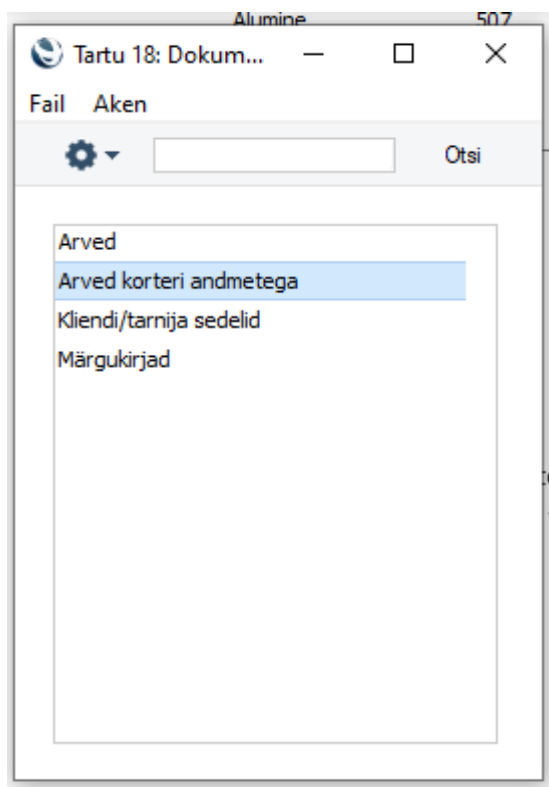 Alumine 507
Tartu 18: Dokum...
Fail Aken
Otsi
Arved
Arved korteri andmetega
Kliendi/tarnija sedelid
Märgukirjad